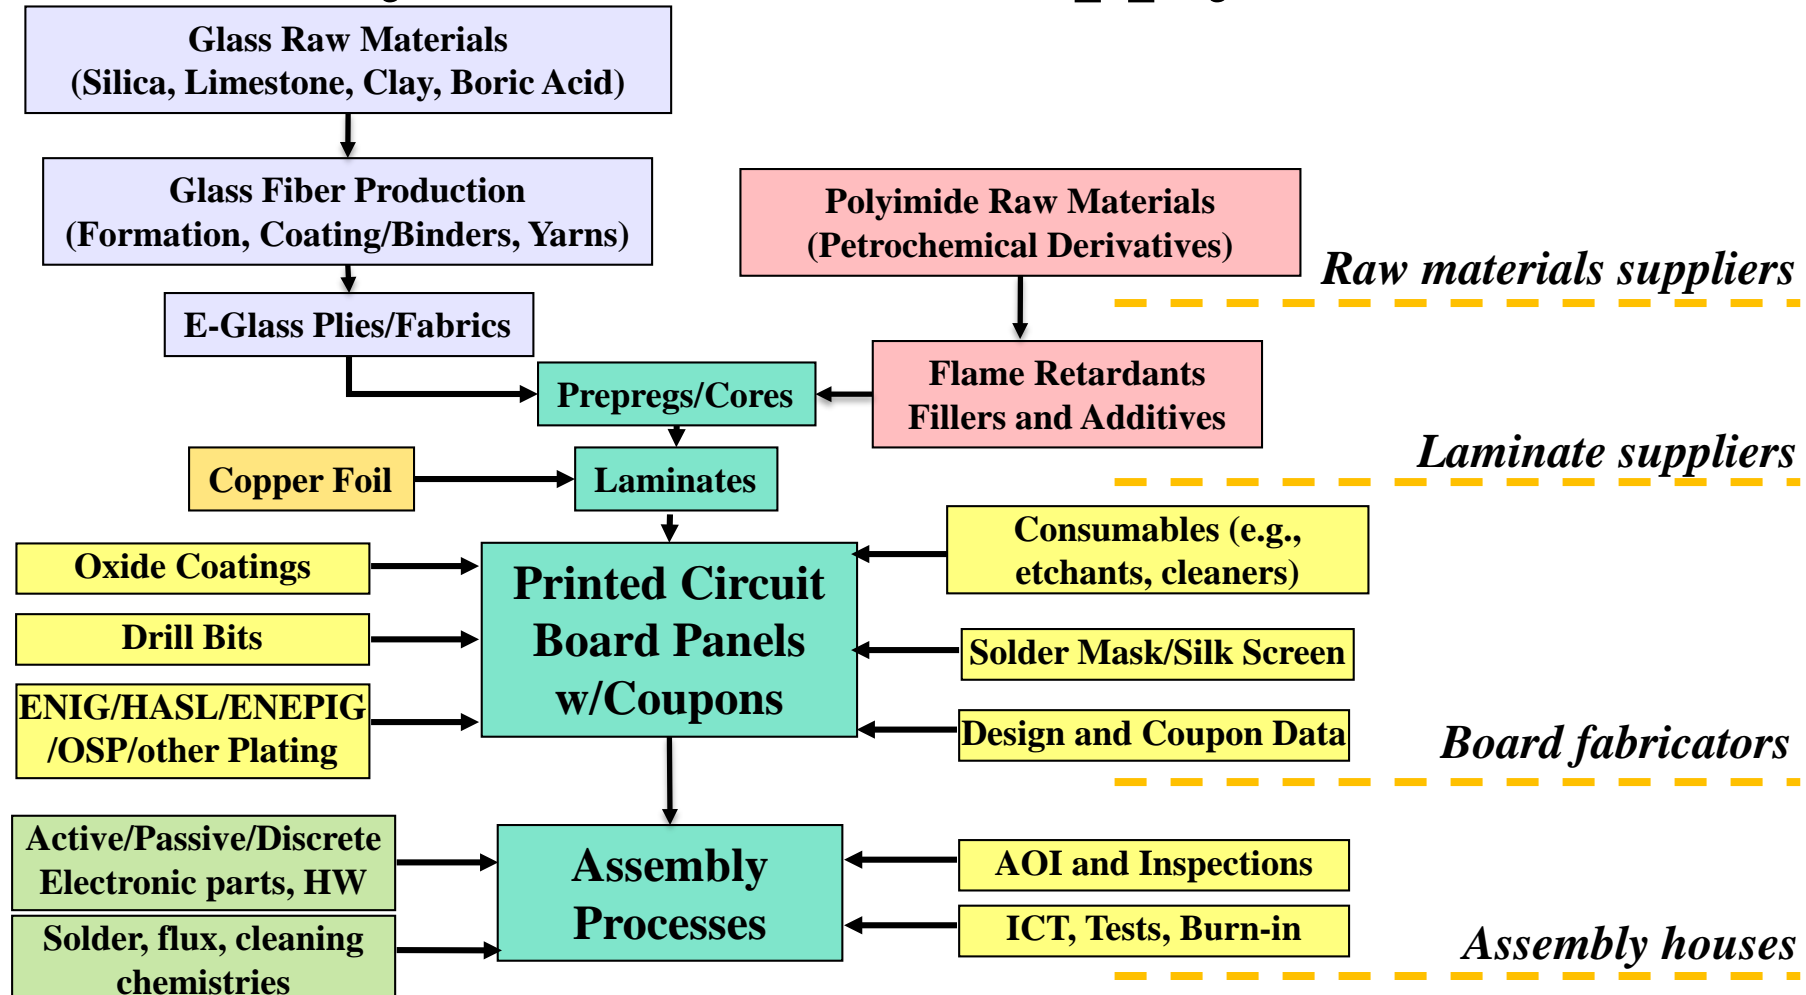 Glass Raw Materials
(Silica, Limestone, Clay, Boric Acid)
Glass Fiber Production
(Formation, Coating/Binders, Yarns)
Polyimide Raw Materials
(Petrochemical Derivatives)
Raw materials suppliers
E-Glass Plies/Fabrics
Prepregs/Cores
Flame Retardants
Fillers and Additives
Laminate suppliers
Copper Foil
Laminates
Consumables (e.g.,
etchants, cleaners)
Oxide Coatings
Printed Circuit
Board Panels
w/Coupons
Drill Bits
Solder Mask/Silk Screen
ENIG/HASL/ENEPIG
/OSP/other Plating
Design and Coupon Data
Board fabricators
Active/Passive/Discrete
Electronic parts, HW
Assembly
Processes
AOI and Inspections
Solder, flux, cleaning
chemistries
ICT, Tests, Burn-in
Assembly houses